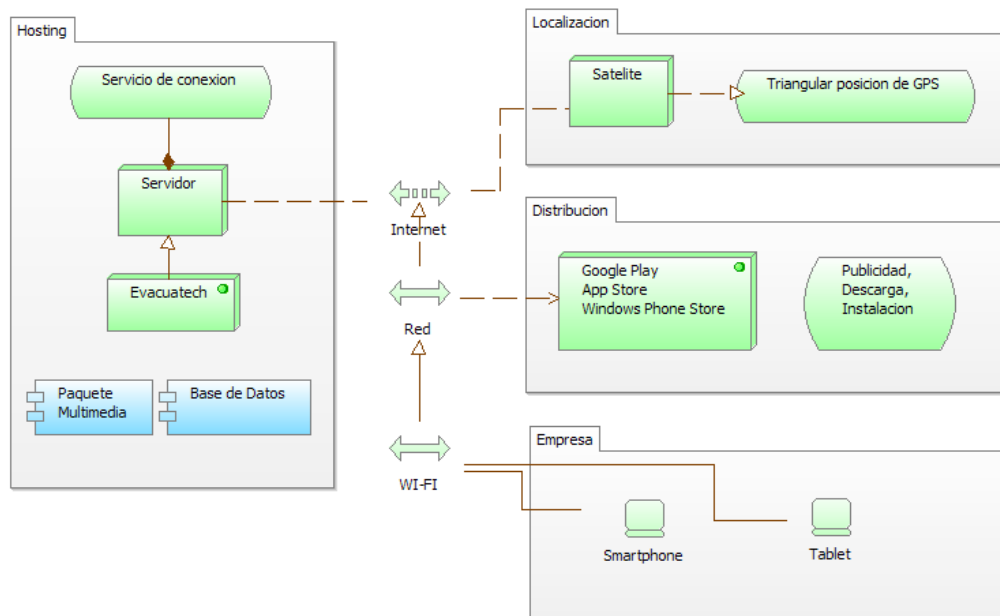 Hosting
Servicio de conexion
Servidor
Evacuatech
Paquete
Multimedia
Base de Datos
Internet
Red
WI-FI
Localizacion
Satelite
Triangular posicion de GPS
Distribucion
Google Play
App Store
Windows Phone Store
Publicidad,
Descarga,
Instalacion
Empresa
Smartphone
Tablet